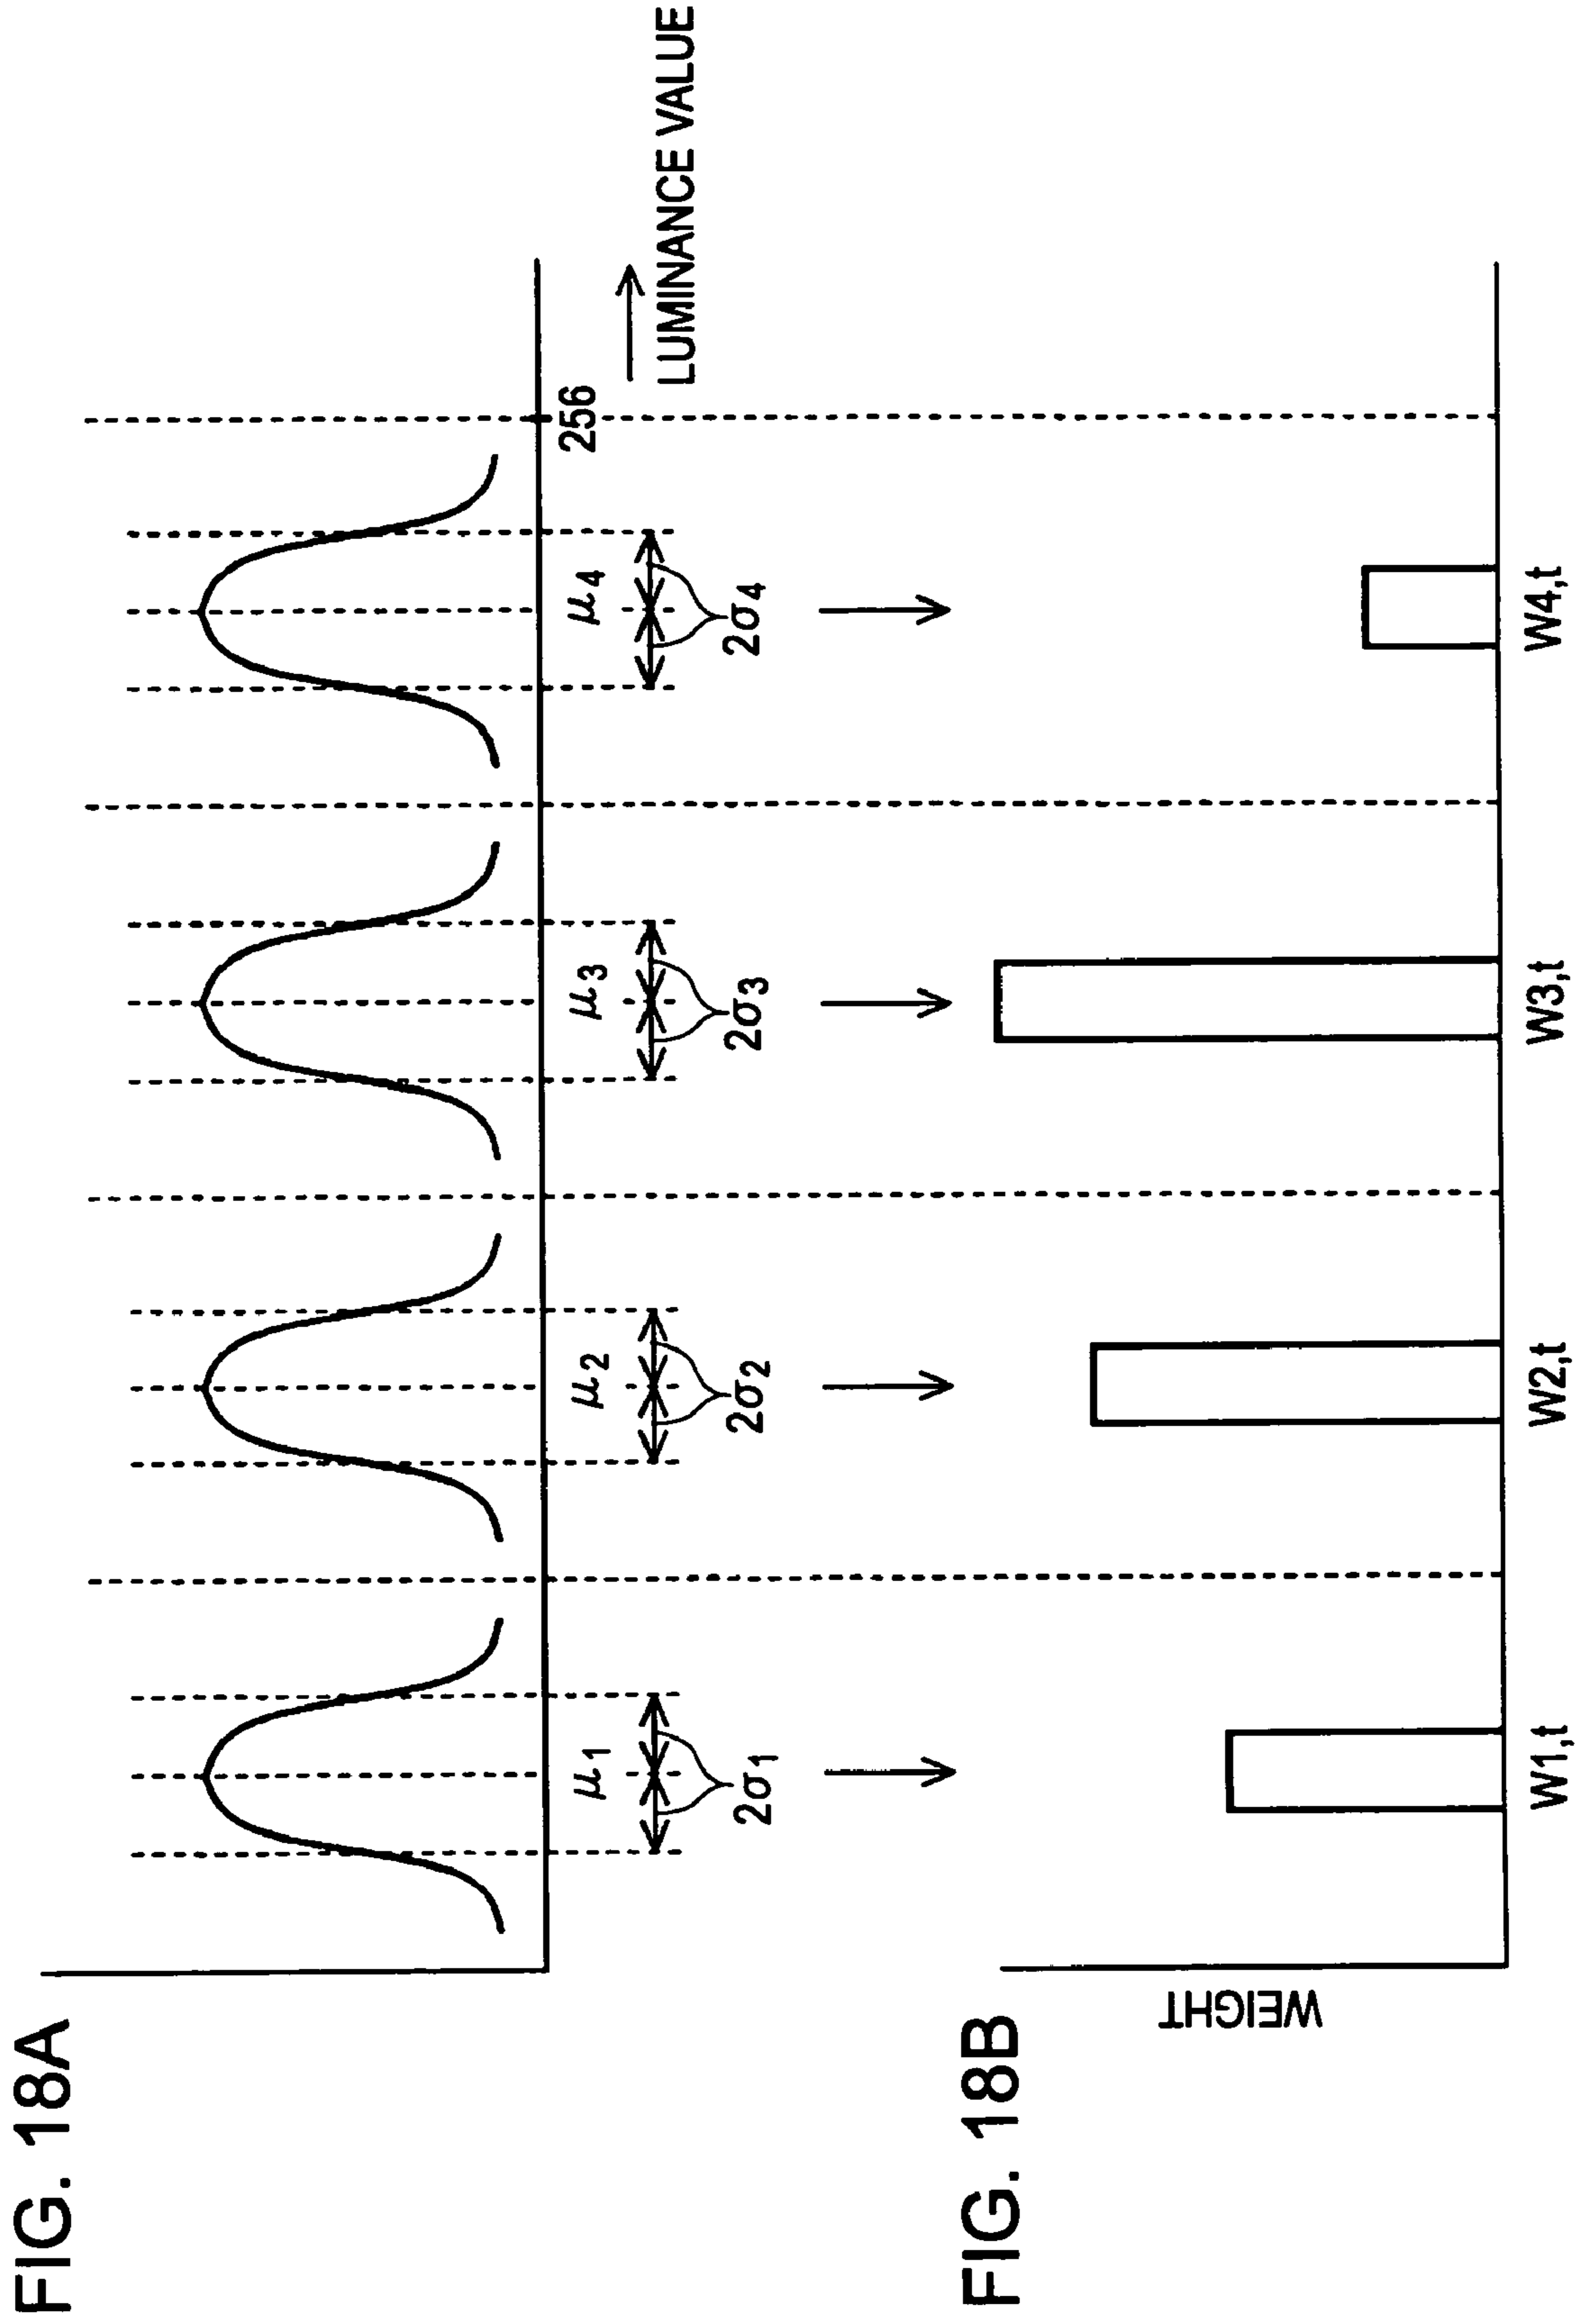 FIG. 18A
μ1 μ2 μ3 μ4 256
2σ1 2σ2 2σ3 2σ4
LUMINANCE VALUE
FIG. 18B
WEIGHT
W1,t W2,t W3,t W4,t